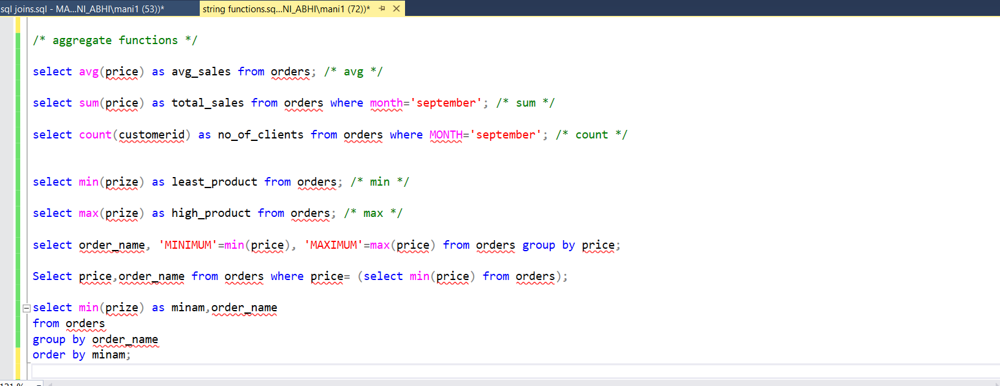 sql joins.sql - MA...NI_ABHI\mani1 (53))*
string functions.sq...NI_ABHI\mani1 (72))*
/* aggregate functions */
select avg(price) as avg_sales from orders; /* avg */
select sum(price) as total_sales from orders where month='september'; /* sum */
select count(customerid) as no_of_clients from orders where MONTH='september'; /* count */
select min(prize) as least_product from orders; /* min */
select max(prize) as high_product from orders; /* max */
select order_name, 'MINIMUM'=min(price), 'MAXIMUM'=max(price) from orders group by price;
Select price,order_name from orders where price= (select min(price) from orders);
select min(prize) as minam,order_name
from orders
group by order_name
order by minam;